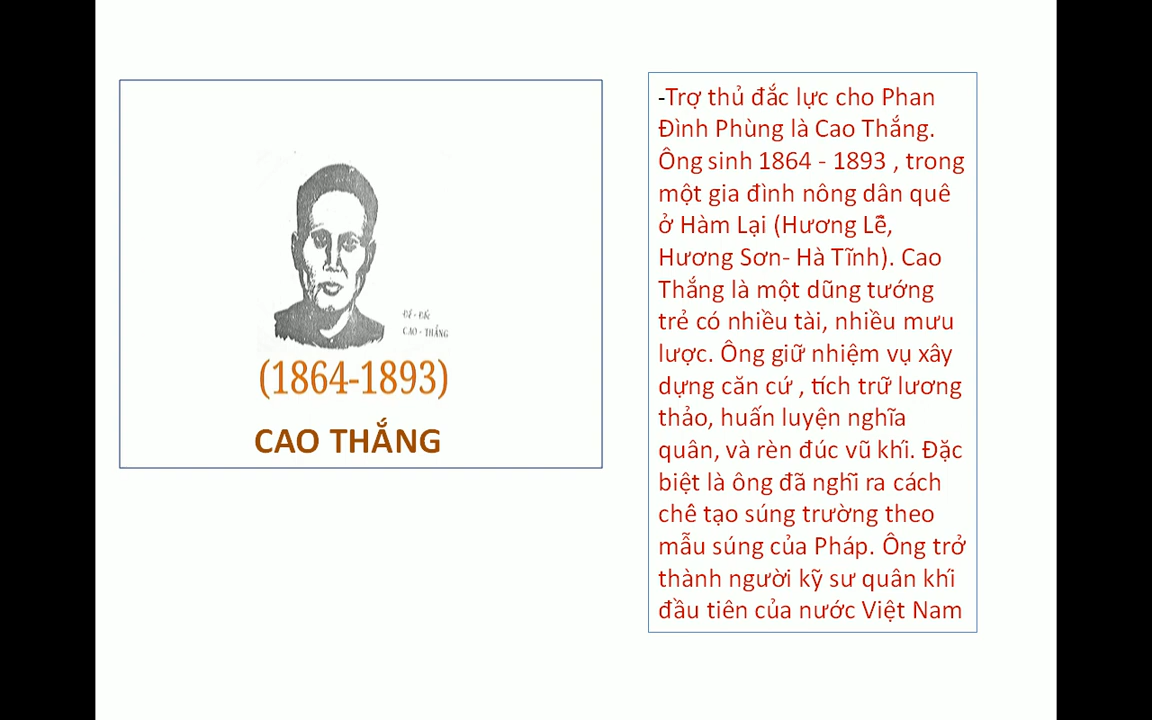 ĐỀ - ĐỐC
CAO - THẮNG
(1864-1893)
CAO THẮNG
-Trợ thủ đắc lực cho Phan
Đình Phùng là Cao Thắng.
Ông sinh 1864 - 1893 , trong
một gia đình nông dân quê
ở Hàm Lại (Hương Lễ,
Hương Sơn- Hà Tĩnh). Cao
Thắng là một dũng tướng
trẻ có nhiều tài, nhiều mưu
lược. Ông giữ nhiệm vụ xây
dựng căn cứ , tích trữ lương
thảo, huấn luyện nghĩa
quân, và rèn đúc vũ khí. Đặc
biệt là ông đã nghĩ ra cách
chế tạo súng trường theo
mẫu súng của Pháp. Ông trở
thành người kỹ sư quân khí
đầu tiên của nước Việt Nam